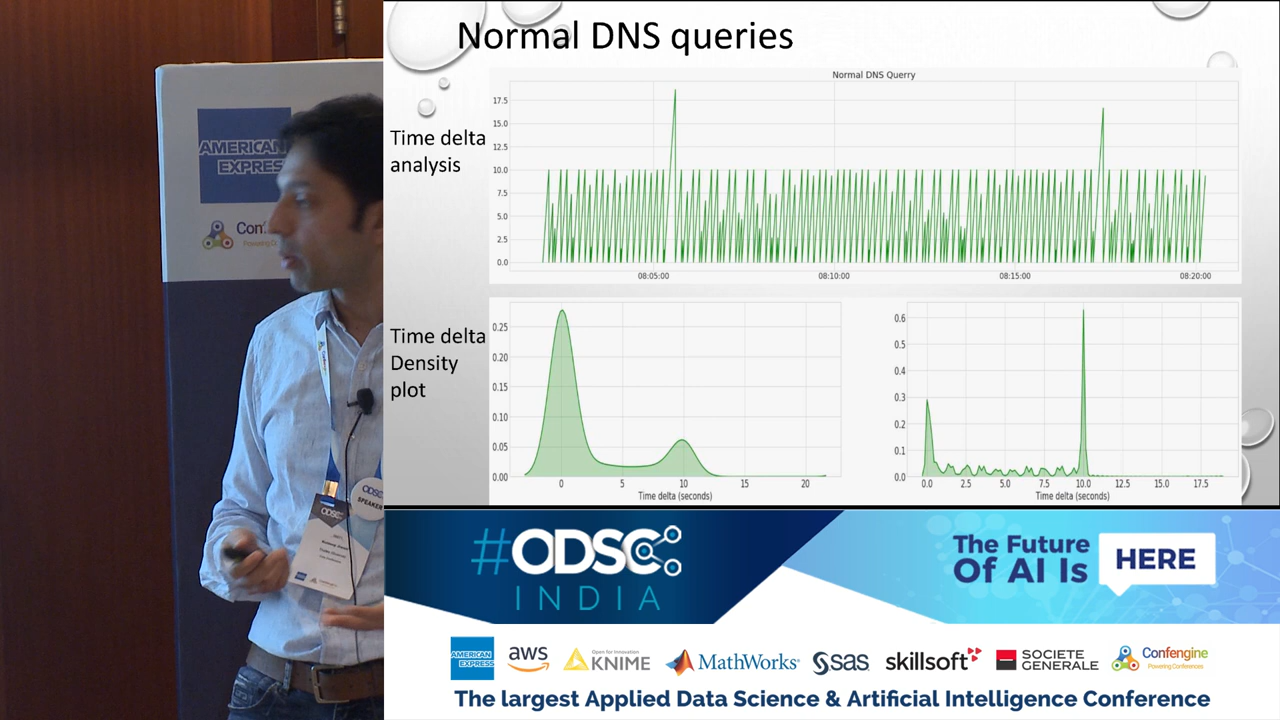 Normal DNS queries
Normal DNS Querry
Time delta
analysis
17.5
15.0
12.5
10.0
7.5
5.0
2.5
0.0
08:05:00
08:10:00
08:15:00
08:20:00
Time delta
Density
plot
0.25
0.20
0.15
0.10
0.05
0.00
0
5
10
15
20
Time delta (seconds)
0.6
0.5
0.4
0.3
0.2
0.1
0.0
0.0
2.5
5.0
7.5
10.0
12.5
15.0
17.5
Time delta (seconds)
AMERICAN
EXPRESS
Con
ODSC
SPEAKER
ODSC
#ODSC
INDIA
The Future
Of AI Is
HERE
AMERICAN
EXPRESS
aws
Open for Innovation
KNIME
MathWorks
sas
skillsoft
SOCIETE
GENERALE
Confengine
Powering Conferences
The largest Applied Data Science & Artificial Intelligence Conference